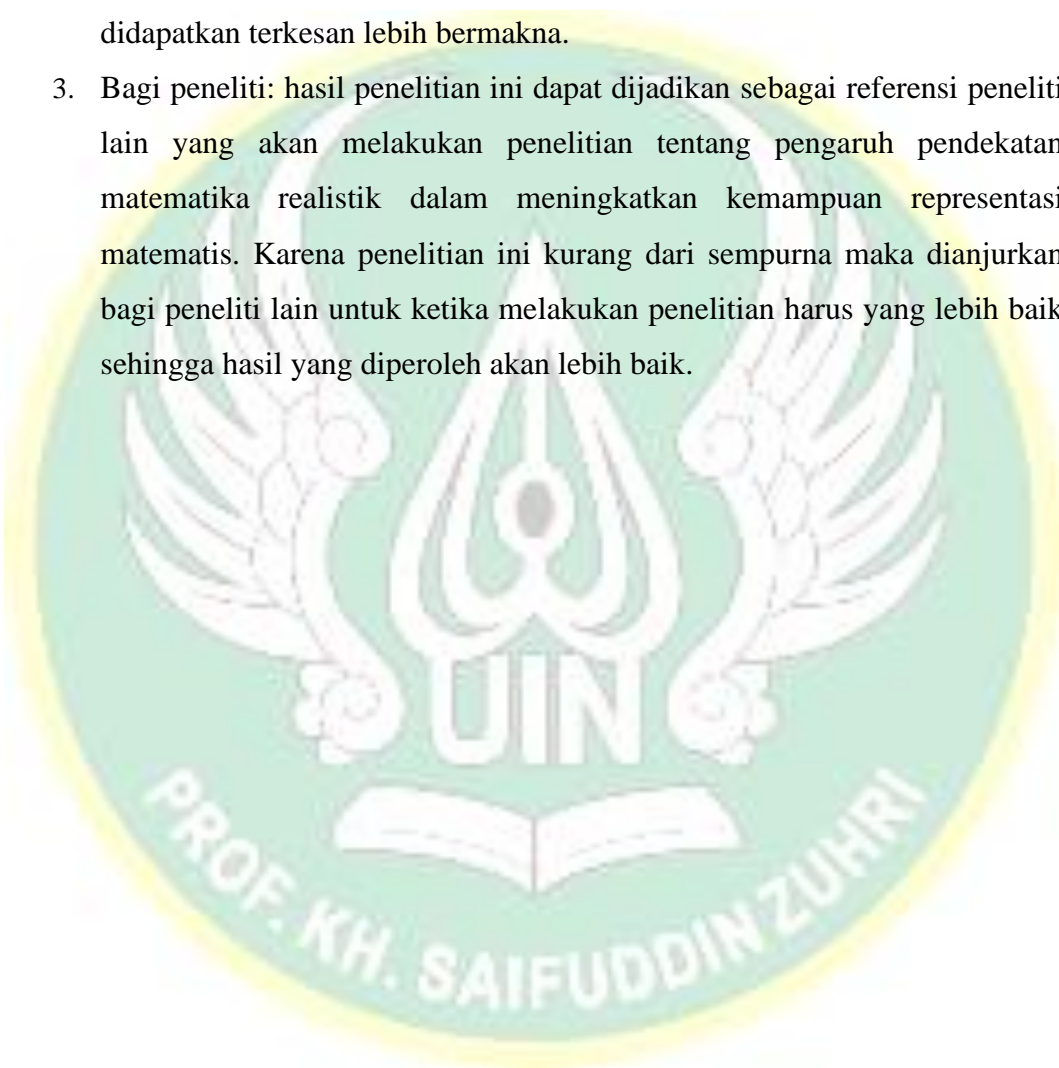 didapatkan terkesan lebih bermakna.
3. Bagi peneliti: hasil penelitian ini dapat dijadikan sebagai referensi peneliti
lain yang akan melakukan penelitian tentang pengaruh pendekatan
matematika realistik dalam meningkatkan kemampuan representasi
matematis. Karena penelitian ini kurang dari sempurna maka dianjurkan
bagi peneliti lain untuk ketika melakukan penelitian harus yang lebih baik
sehingga hasil yang diperoleh akan lebih baik.
UIN
PROF. KH. SAIFUDDIN ZUHRI